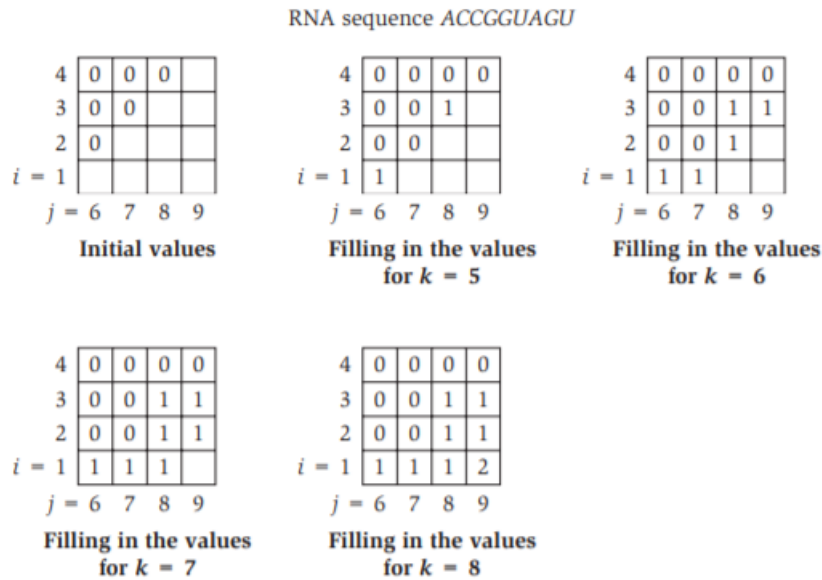 RNA sequence ACCGGUAGU
4 0 0 0
3 0 0
2 0
i = 1
j = 6 7 8 9
Initial values
4 0 0 0 0
3 0 0 1
2 0 0
i = 1 1
j = 6 7 8 9
Filling in the values
for k = 5
4 0 0 0 0
3 0 0 1 1
2 0 0 1
i = 1 1 1
j = 6 7 8 9
Filling in the values
for k = 6
4 0 0 0 0
3 0 0 1 1
2 0 0 1 1
i = 1 1 1 1
j = 6 7 8 9
Filling in the values
for k = 7
4 0 0 0 0
3 0 0 1 1
2 0 0 1 1
i = 1 1 1 1 2
j = 6 7 8 9
Filling in the values
for k = 8